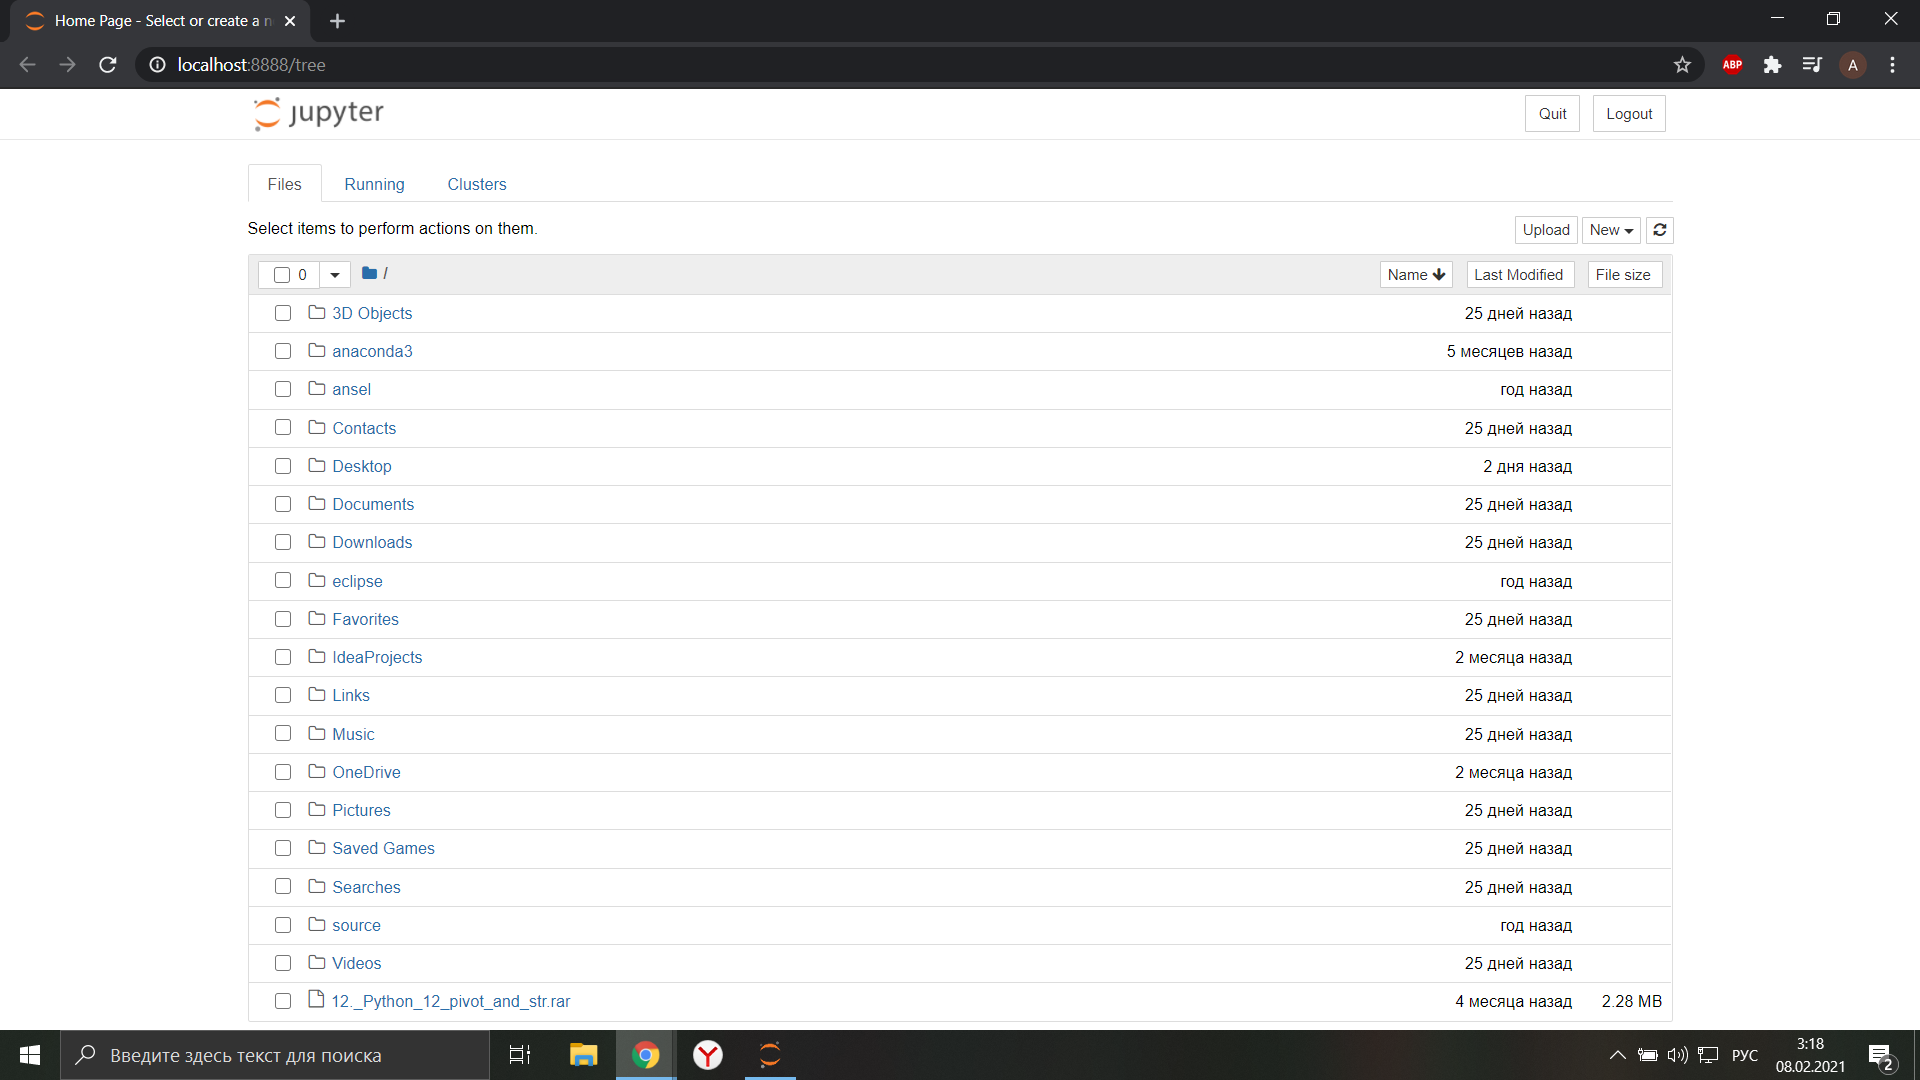 Home Page - Select or create a n
localhost:8888/tree
ABP
A
jupyter
Quit
Logout
Files
Running
Clusters
Select items to perform actions on them.
Upload
New
0
/
Name
Last Modified
File size
3D Objects
25 дней назад
anaconda3
5 месяцев назад
ansel
год назад
Contacts
25 дней назад
Desktop
2 дня назад
Documents
25 дней назад
Downloads
25 дней назад
eclipse
год назад
Favorites
25 дней назад
IdeaProjects
2 месяца назад
Links
25 дней назад
Music
25 дней назад
OneDrive
2 месяца назад
Pictures
25 дней назад
Saved Games
25 дней назад
Searches
25 дней назад
source
год назад
Videos
25 дней назад
12._Python_12_pivot_and_str.rar
4 месяца назад
2.28 MB
Введите здесь текст для поиска
Y
РУС
3:18
08.02.2021
2